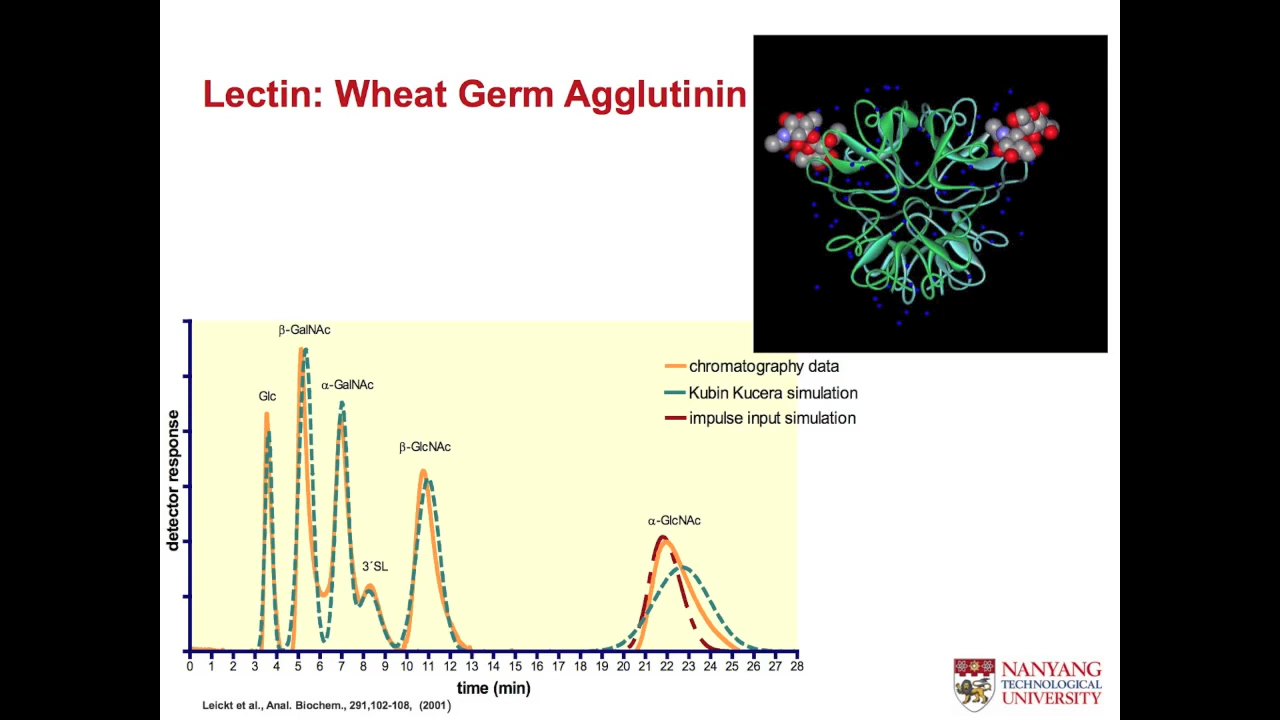 Lectin: Wheat Germ Agglutinin
β-GalNAc
α-GalNAc
Glc
β-GlcNAc
3´SL
α-GlcNAc
chromatography data
Kubin Kucera simulation
impulse input simulation
detector response
0 1 2 3 4 5 6 7 8 9 10 11 12 13 14 15 16 17 18 19 20 21 22 23 24 25 26 27 28
time (min)
Leickt et al., Anal. Biochem., 291,102-108, (2001)
NANYANG
TECHNOLOGICAL
UNIVERSITY